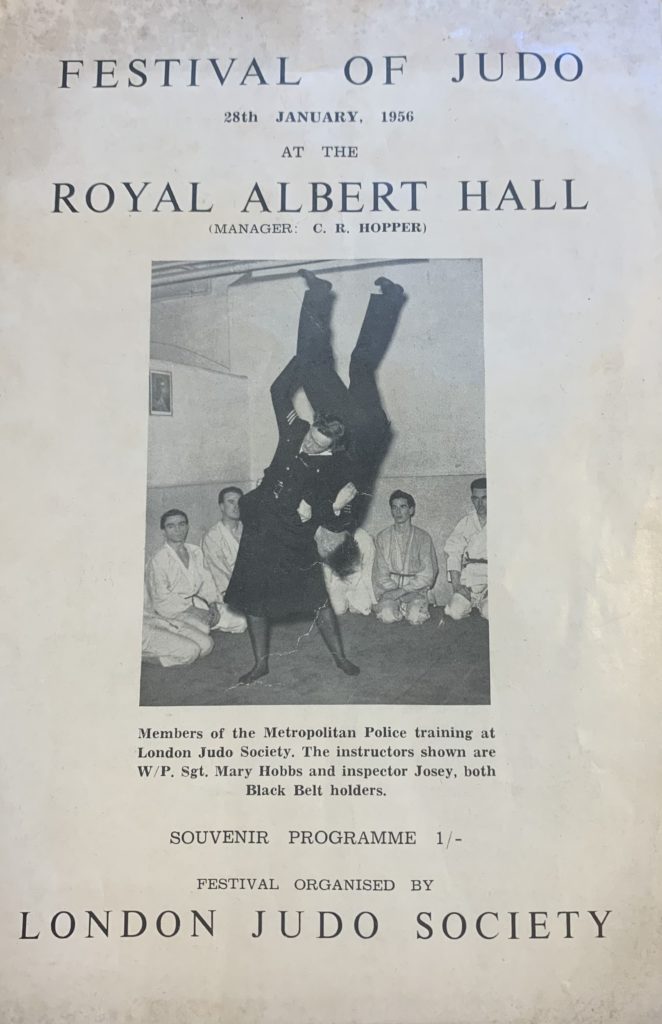 FESTIVAL OF JUDO
28th JANUARY, 1956
AT THE
ROYAL ALBERT HALL
(MANAGER: C. R. HOPPER)
Members of the Metropolitan Police training at
London Judo Society. The instructors shown are
W/P. Sgt. Mary Hobbs and inspector Josey, both
Black Belt holders.
SOUVENIR PROGRAMME 1/-
FESTIVAL ORGANISED BY
LONDON JUDO SOCIETY